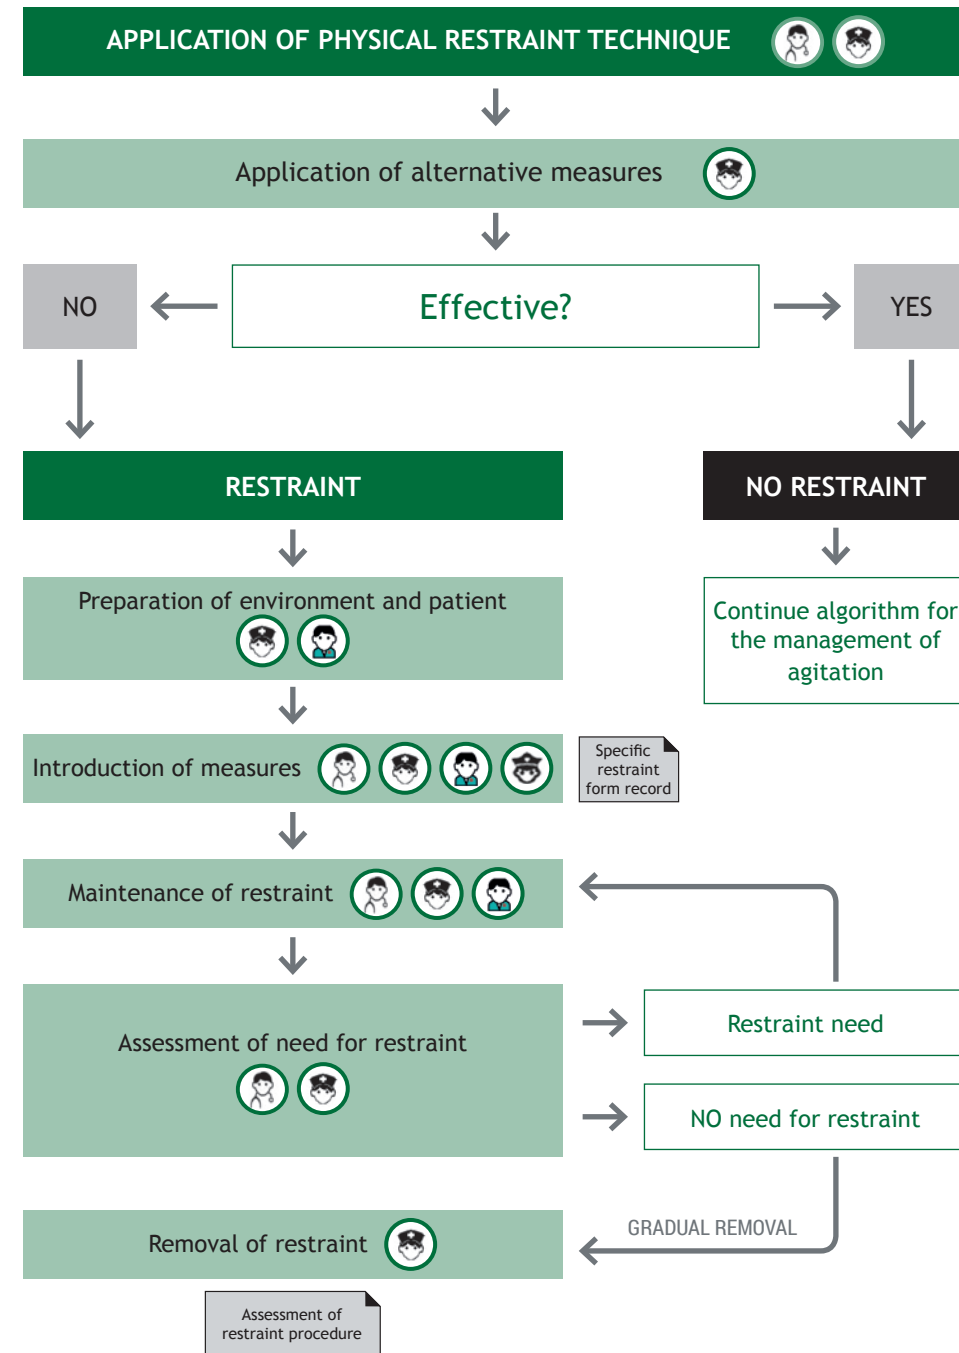 APPLICATION OF PHYSICAL RESTRAINT TECHNIQUE
Application of alternative measures
NO
Effective?
YES
RESTRAINT
NO RESTRAINT
Preparation of environment and patient
Continue algorithm for
the management of
agitation
Introduction of measures
Specific
restraint
form record
Maintenance of restraint
Assessment of need for restraint
Restraint need
NO need for restraint
GRADUAL REMOVAL
Removal of restraint
Assessment of
restraint procedure